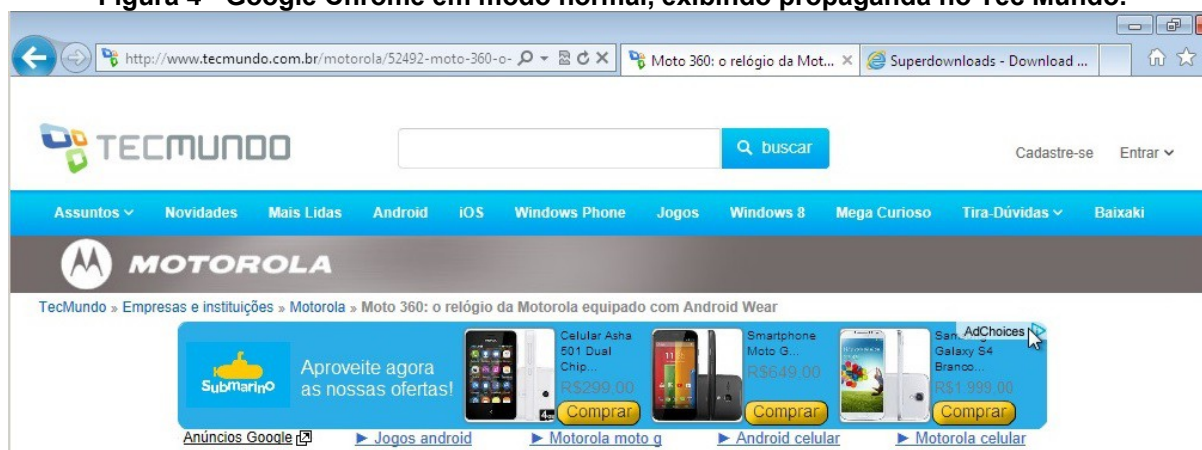 Figura 4 - Google Chrome em modo normal, exibindo propaganda no Tec Mundo.
http://www.tecmundo.com.br/motorola/52492-moto-360-o-
Moto 360: o relógio da Mot...
Superdownloads - Download ...
TECMUNDO
buscar
Cadastre-se Entrar
Assuntos Novidades Mais Lidas Android iOS Windows Phone Jogos Windows 8 Mega Curioso Tira-Dúvidas Baixaki
MOTOROLA
TecMundo » Empresas e instituições » Motorola » Moto 360: o relógio da Motorola equipado com Android Wear
AdChoices
Submarino
Aproveite agora
as nossas ofertas!
Celular Asha
501 Dual
Chip...
R$299,00
Comprar
Smartphone
Moto G...
R$649,00
Comprar
Galaxy S4
Branco...
R$1.999,00
Comprar
Anúncios Google ► Jogos android ► Motorola moto g ► Android celular ► Motorola celular